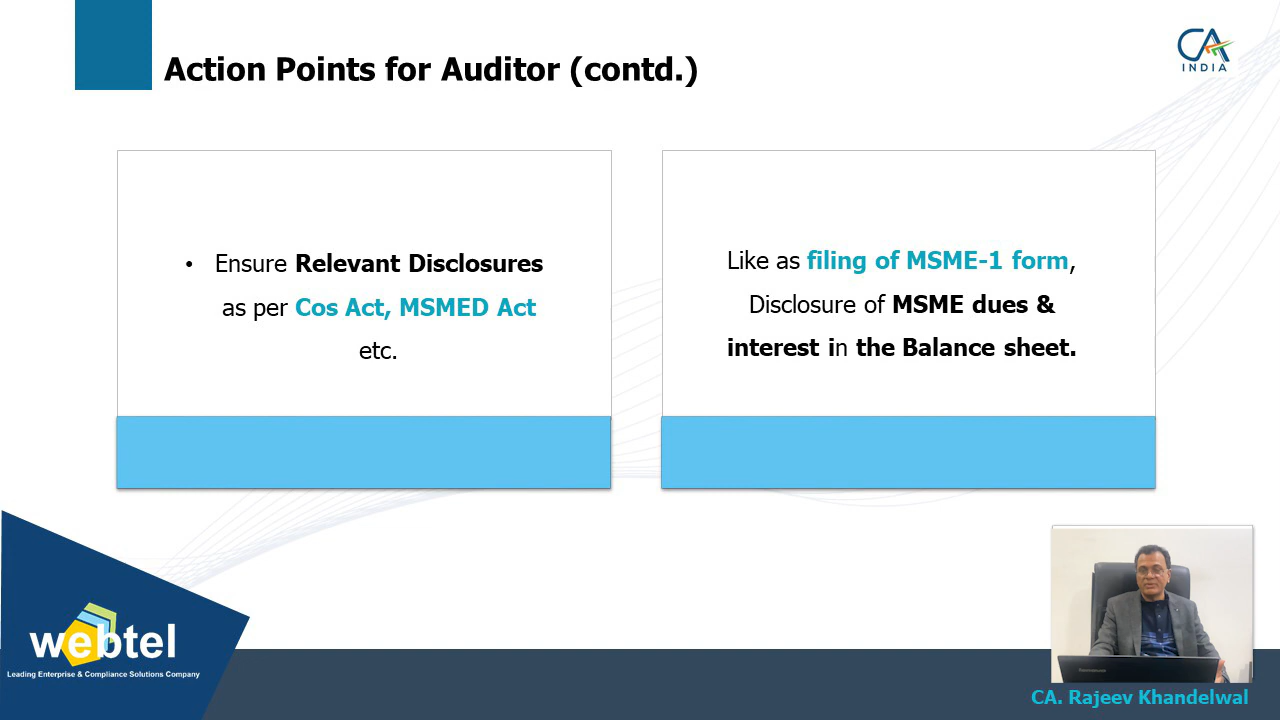 Action Points for Auditor (contd.)
CA
INDIA
• Ensure Relevant Disclosures
as per Cos Act, MSMED Act
etc.
Like as filing of MSME-1 form,
Disclosure of MSME dues &
interest in the Balance sheet.
webtel
Leading Enterprise & Compliance Solutions Company
CA. Rajeev Khandelwal